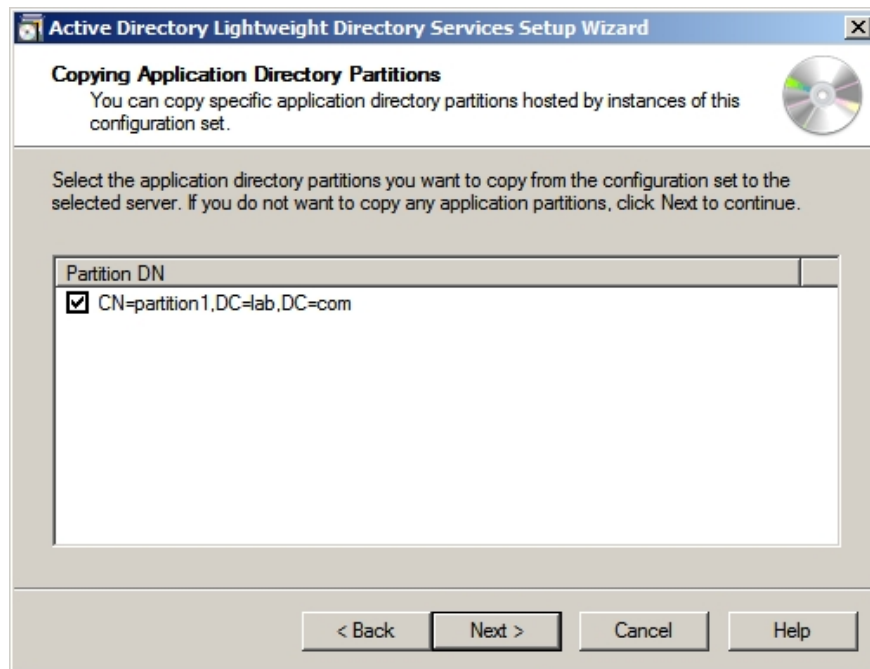 Active Directory Lightweight Directory Services Setup Wizard
Copying Application Directory Partitions
You can copy specific application directory partitions hosted by instances of this
configuration set.
Select the application directory partitions you want to copy from the configuration set to the
selected server. If you do not want to copy any application partitions, click Next to continue.
Partition DN
CN=partition1,DC=lab,DC=com
< Back Next > Cancel Help